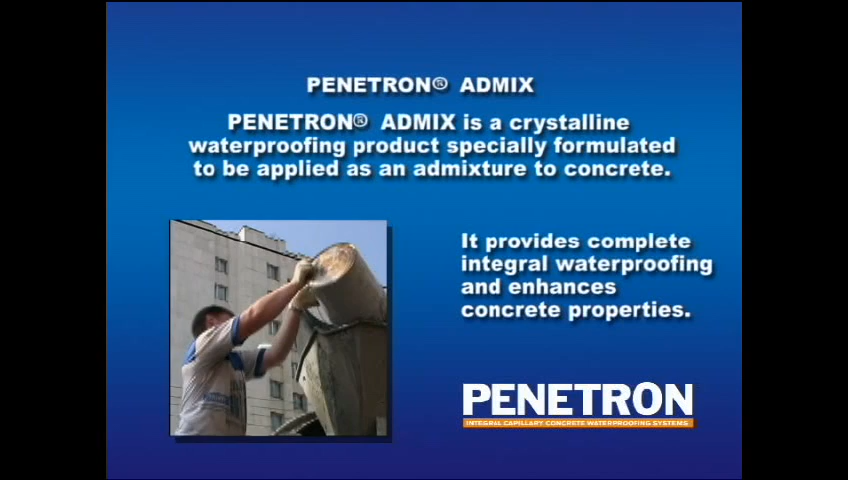 PENETRON® ADMIX
PENETRON® ADMIX is a crystalline
waterproofing product specially formulated
to be applied as an admixture to concrete.
It provides complete
integral waterproofing
and enhances
concrete properties.
PENETRON
INTEGRAL CAPILLARY CONCRETE WATERPROOFING SYSTEMS